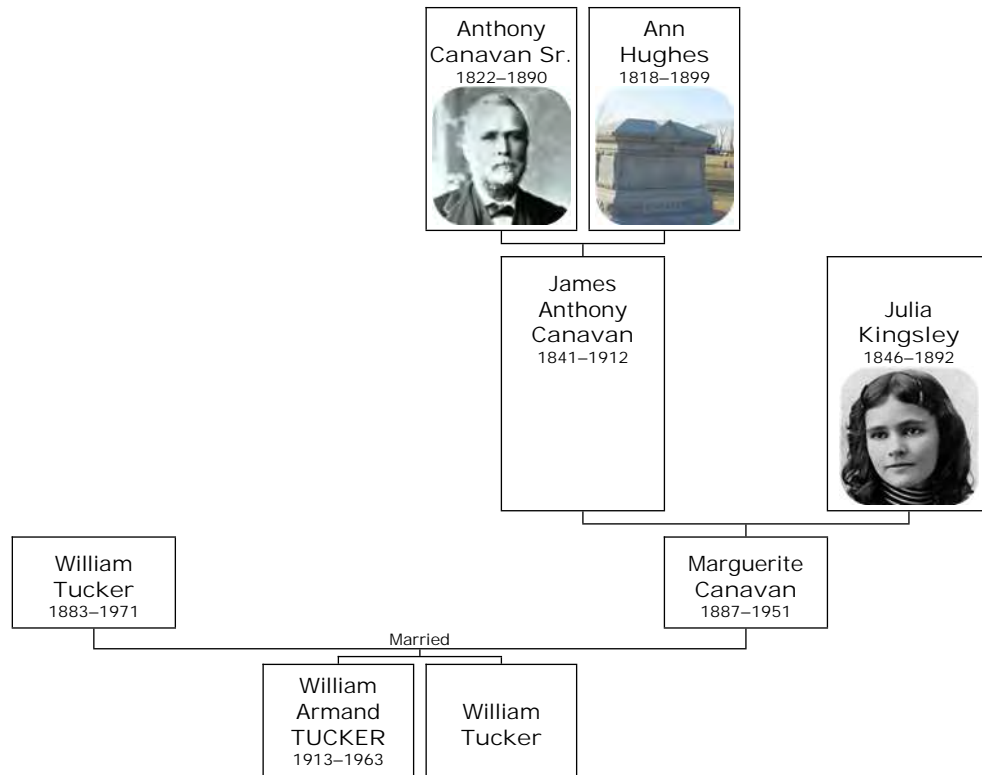 Anthony
Canavan Sr.
1822–1890
Ann
Hughes
1818–1899
James
Anthony
Canavan
1841–1912
Julia
Kingsley
1846–1892
William
Tucker
1883–1971
Marguerite
Canavan
1887–1951
Married
William
Armand
TUCKER
1913–1963
William
Tucker